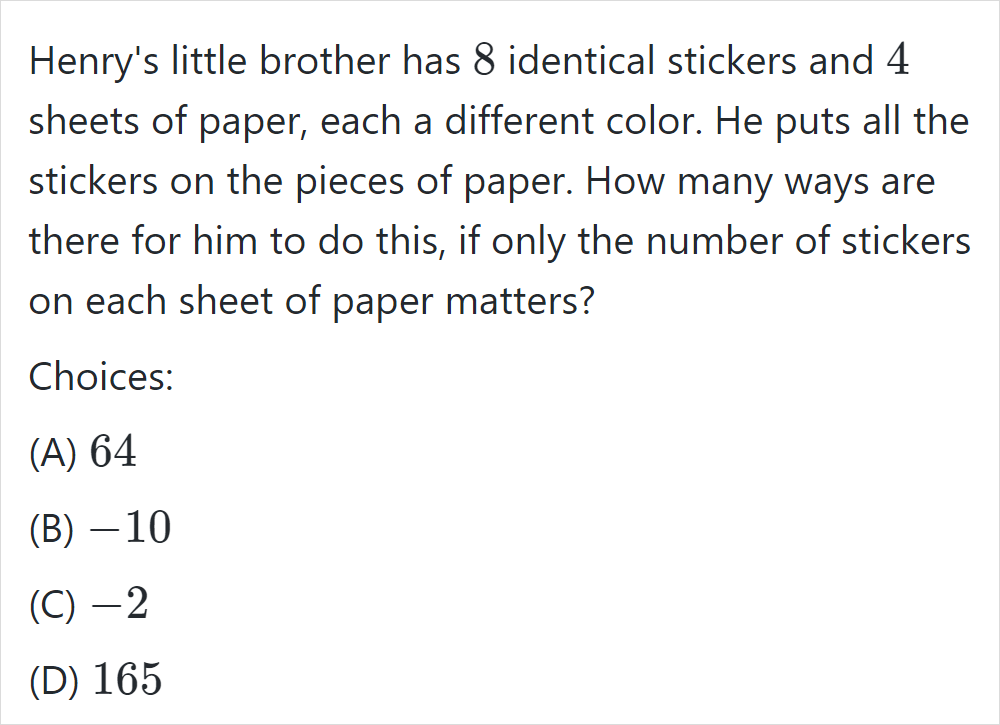 Henry's little brother has 8 identical stickers and 4
sheets of paper, each a different color. He puts all the
stickers on the pieces of paper. How many ways are
there for him to do this, if only the number of stickers
on each sheet of paper matters?
Choices:
(A) 64
(B) −10
(C) −2
(D) 165